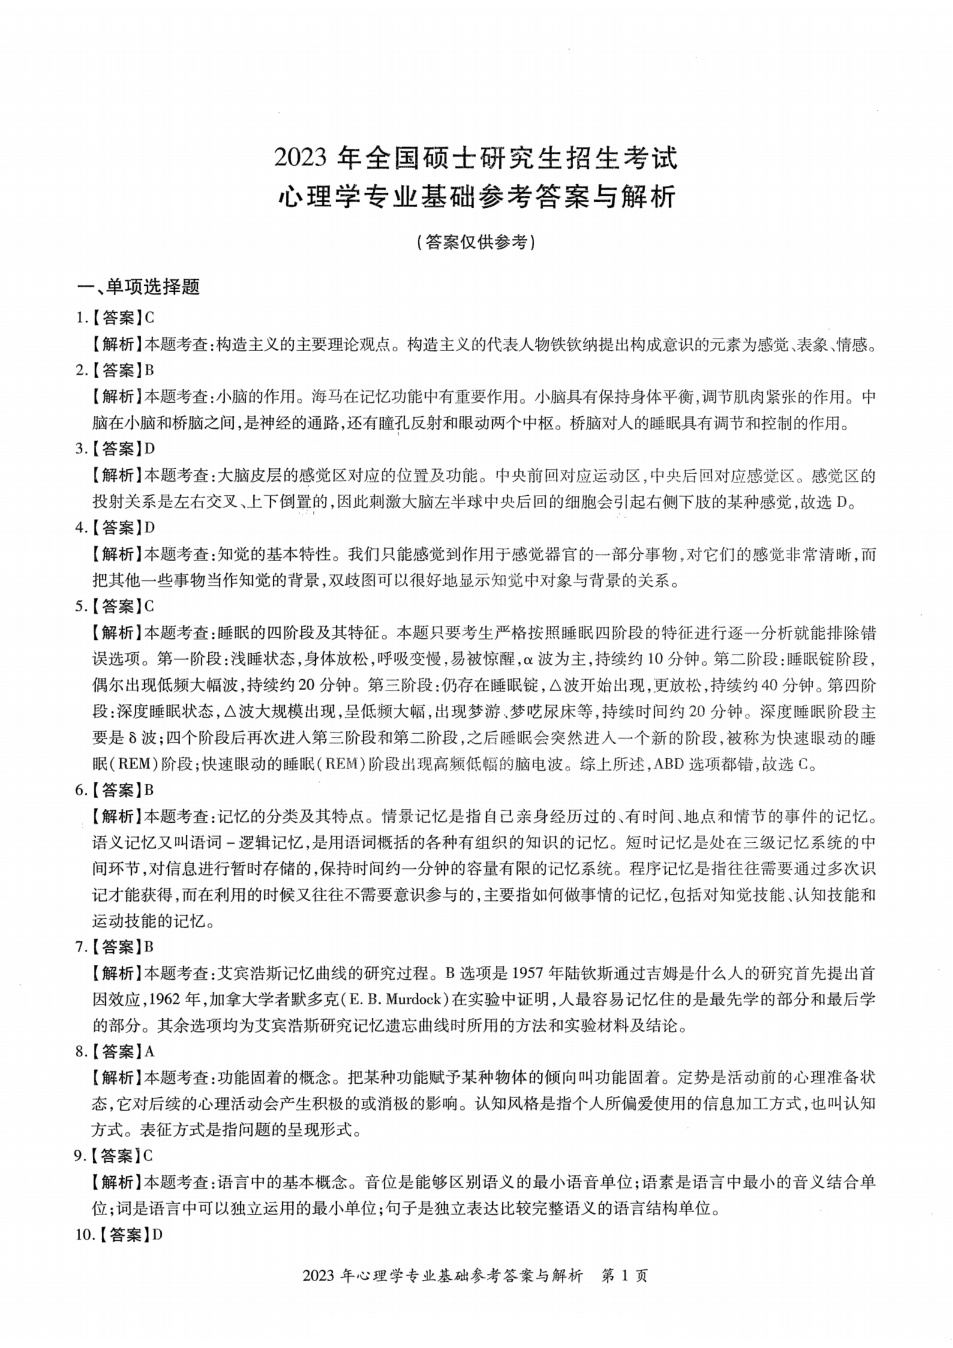 2023 年全国硕士研究生招生考试
心理学专业基础参考答案与解析
(答案仅供参考)
一、单项选择题
1.【答案】C
【解析】本题考查:构造主义的主要理论观点。构造主义的代表人物铁钦纳提出构成意识的元素为感觉、表象、情感。
2.【答案】B
【解析】本题考查:小脑的作用。海马在记忆功能中有重要作用。小脑具有保持身体平衡,调节肌肉紧张的作用。中
脑在小脑和桥脑之间,是神经的通路,还有瞳孔反射和眼动两个中枢。桥脑对人的睡眠具有调节和控制的作用。
3.【答案】D
【解析】本题考查:大脑皮层的感觉区对应的位置及功能。中央前回对应运动区,中央后回对应感觉区。感觉区的
投射关系是左右交叉、上下倒置的,因此刺激大脑左半球中央后回的细胞会引起右侧下肢的某种感觉,故选 D。
4.【答案】D
【解析】本题考查:知觉的基本特性。我们只能感觉到作用于感觉器官的一部分事物,对它们的感觉非常清晰,而
把其他一些事物当作知觉的背景,双歧图可以很好地显示知觉中对象与背景的关系。
5.【答案】C
【解析】本题考查:睡眠的四阶段及其特征。本题只要考生严格按照睡眠四阶段的特征进行逐一分析就能排除错
误选项。第一阶段:浅睡状态,身体放松,呼吸变慢,易被惊醒,α 波为主,持续约 10 分钟。第二阶段:睡眠锭阶段,
偶尔出现低频大幅波,持续约 20 分钟。第三阶段:仍存在睡眠锭,△波开始出现,更放松,持续约 40 分钟。第四阶
段:深度睡眠状态,△波大规模出现,呈低频大幅,出现梦游、梦呓尿床等,持续时间约 20 分钟。深度睡眠阶段主
要是 δ 波;四个阶段后再次进入第三阶段和第二阶段,之后睡眠会突然进入一个新的阶段,被称为快速眼动的睡
眠(REM)阶段;快速眼动的睡眠(REM)阶段出现高频低幅的脑电波。综上所述,ABD 选项都错,故选 C。
6.【答案】B
【解析】本题考查:记忆的分类及其特点。情景记忆是指自己亲身经历过的、有时间、地点和情节的事件的记忆。
语义记忆又叫语词－逻辑记忆,是用语词概括的各种有组织的知识的记忆。短时记忆是处在三级记忆系统的中
间环节,对信息进行暂时存储的,保持时间约一分钟的容量有限的记忆系统。程序记忆是指往往需要通过多次识
记才能获得,而在利用的时候又往往不需要意识参与的,主要指如何做事情的记忆,包括对知觉技能、认知技能和
运动技能的记忆。
7.【答案】B
【解析】本题考查:艾宾浩斯记忆曲线的研究过程。B 选项是 1957 年陆钦斯通过吉姆是什么人的研究首先提出首
因效应,1962 年,加拿大学者默多克(E. B. Murdock)在实验中证明,人最容易记忆住的是最先学的部分和最后学
的部分。其余选项均为艾宾浩斯研究记忆遗忘曲线时所用的方法和实验材料及结论。
8.【答案】A
【解析】本题考查:功能固着的概念。把某种功能赋予某种物体的倾向叫功能固着。定势是活动前的心理准备状
态,它对后续的心理活动会产生积极的或消极的影响。认知风格是指个人所偏爱使用的信息加工方式,也叫认知
方式。表征方式是指问题的呈现形式。
9.【答案】C
【解析】本题考查:语言中的基本概念。音位是能够区别语义的最小语音单位;语素是语言中最小的音义结合单
位;词是语言中可以独立运用的最小单位;句子是独立表达比较完整语义的语言结构单位。
10.【答案】D
2023 年心理学专业基础参考答案与解析 第 1 页